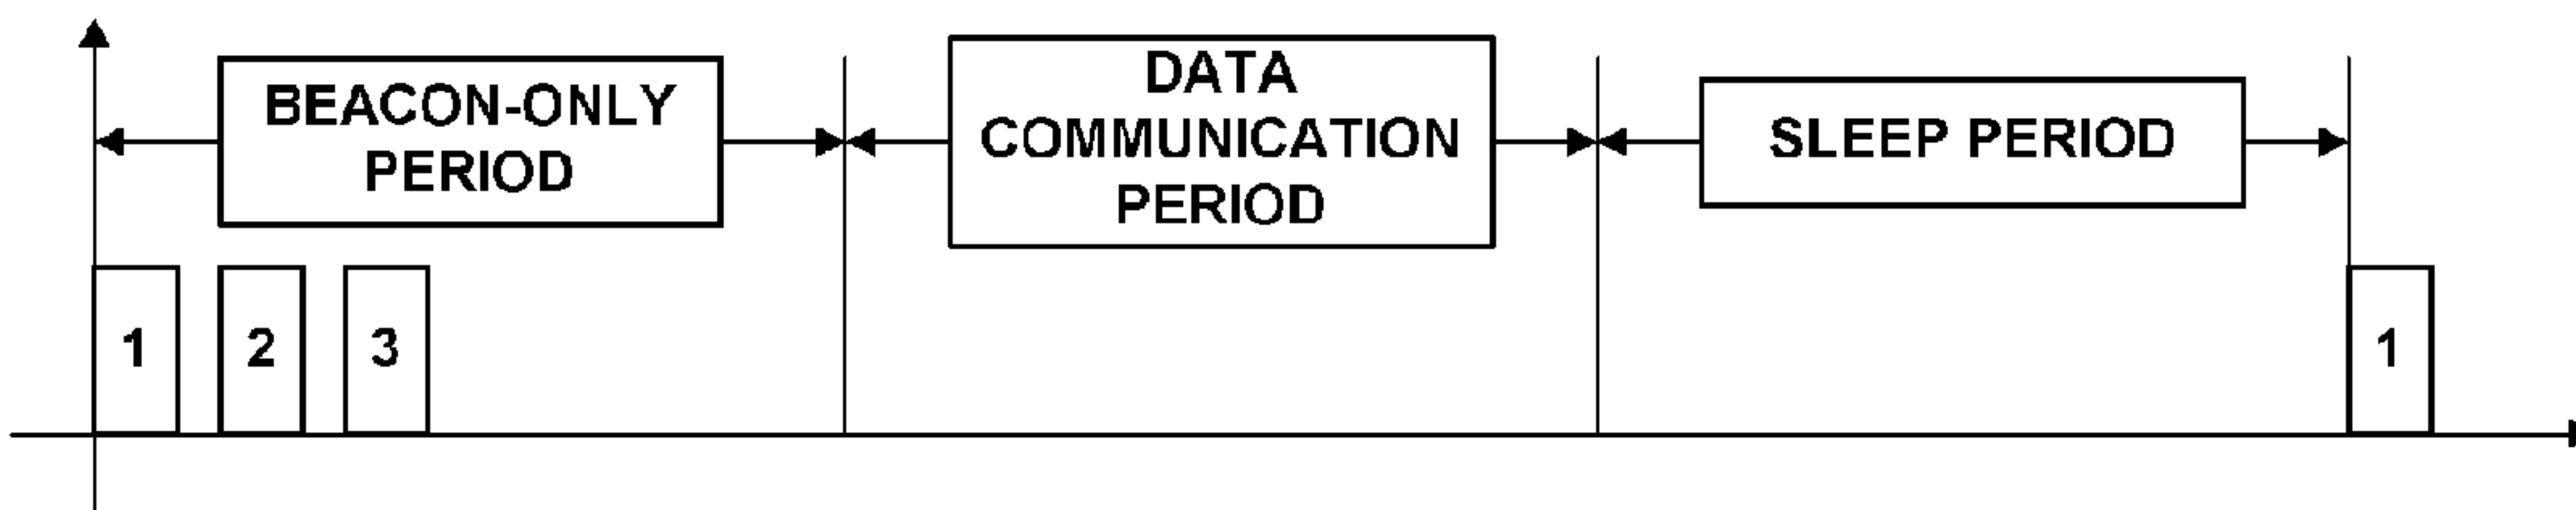 BEACON-ONLY
PERIOD
DATA
COMMUNICATION
PERIOD
SLEEP PERIOD
1
2
3
1